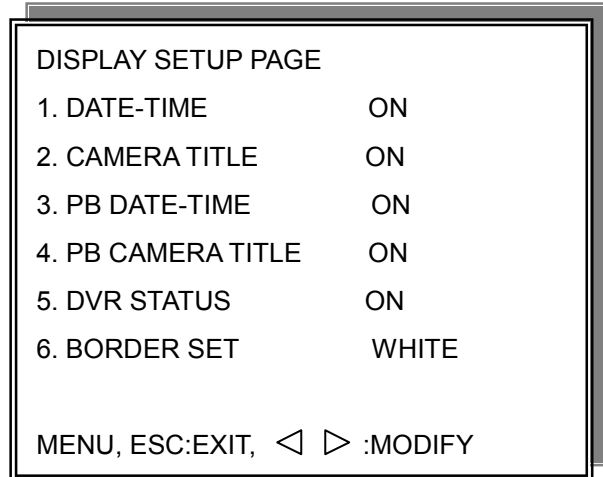 DISPLAY SETUP PAGE
1. DATE-TIME ON
2. CAMERA TITLE ON
3. PB DATE-TIME ON
4. PB CAMERA TITLE ON
5. DVR STATUS ON
6. BORDER SET WHITE
MENU, ESC:EXIT, ◁ ▷ :MODIFY